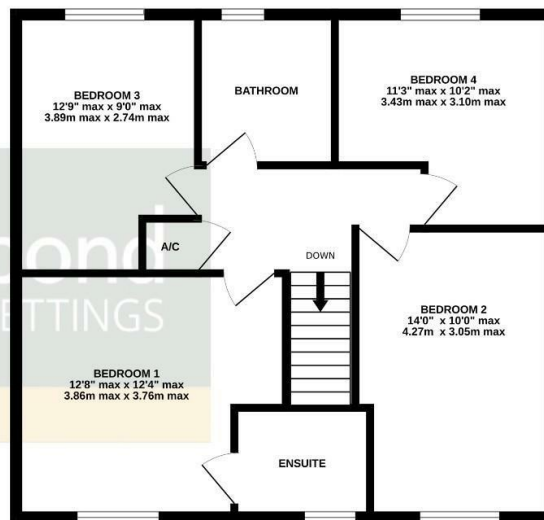 BEDROOM 3
12'9" max x 9'0" max
3.89m max x 2.74m max
BATHROOM
BEDROOM 4
11'3" max x 10'2" max
3.43m max x 3.10m max
A/C
DOWN
BEDROOM 2
14'0" x 10'0" max
4.27m x 3.05m max
BEDROOM 1
12'8" max x 12'4" max
3.86m max x 3.76m max
ENSUITE